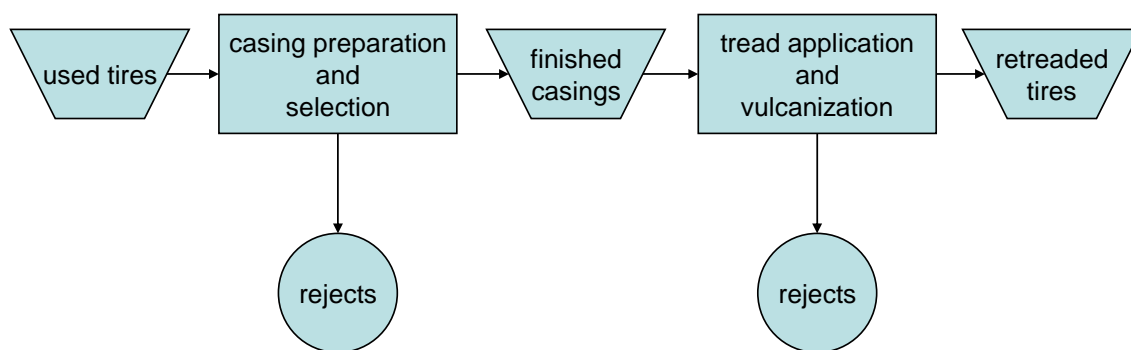 used tires
casing preparation
and
selection
finished
casings
tread application
and
vulcanization
retreaded
tires
rejects
rejects